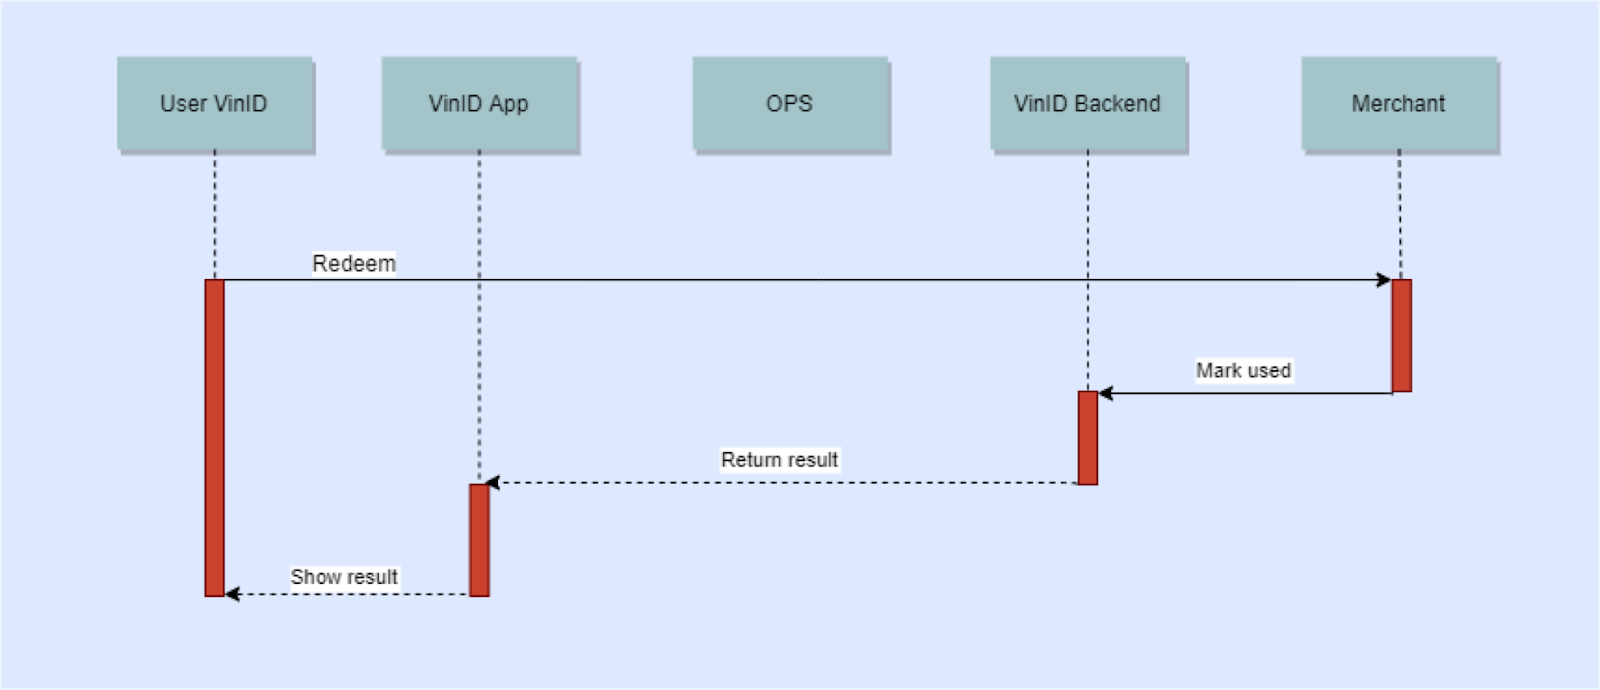 User VinID
VinID App
OPS
VinID Backend
Merchant
Redeem
Mark used
Return result
Show result